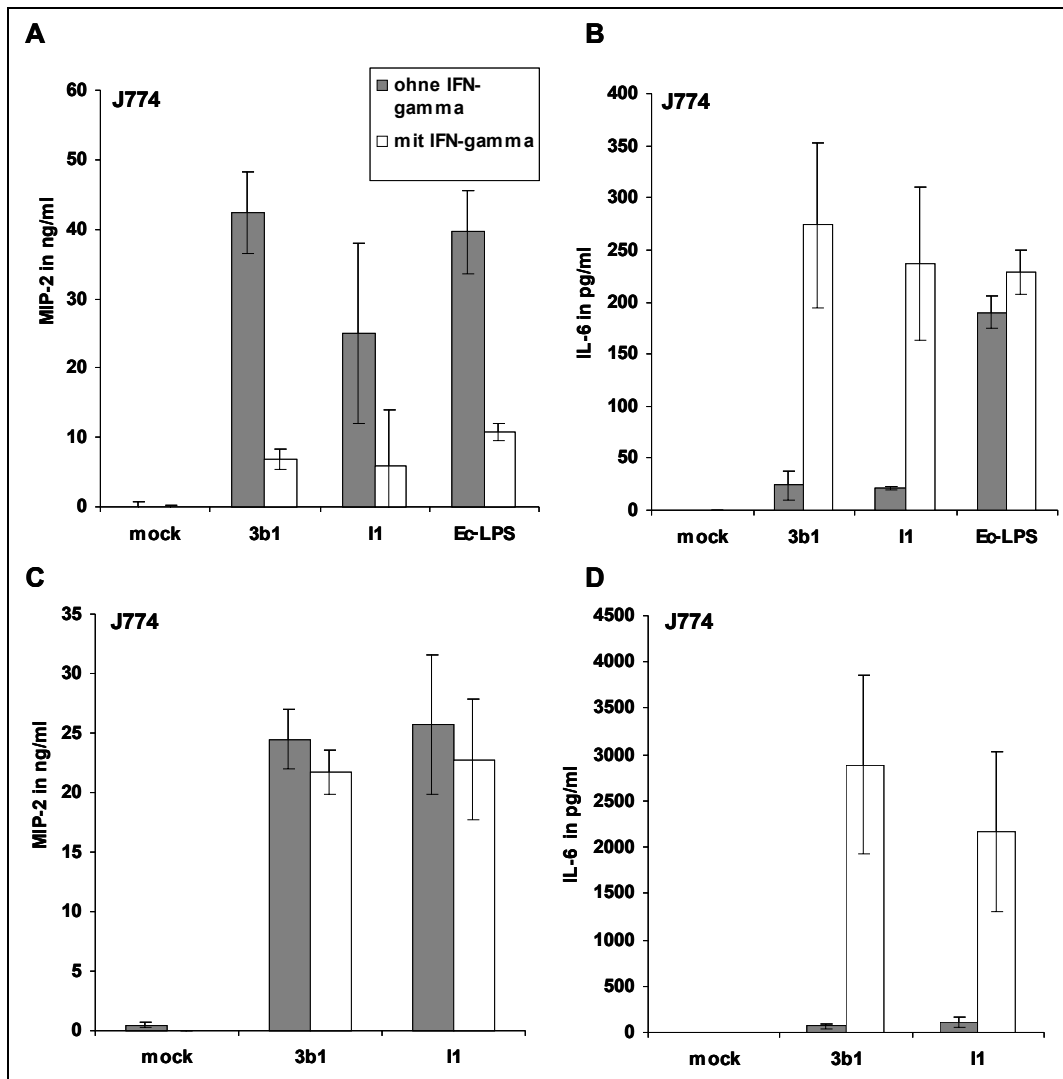 A
J774
ohne IFN-
gamma
mit IFN-gamma
MIP-2 in ng/ml
60
50
40
30
20
10
0
mock 3b1 I1 Ec-LPS
B
J774
IL-6 in pg/ml
400
350
300
250
200
150
100
50
0
mock 3b1 I1 Ec-LPS
C
J774
MIP-2 in ng/ml
35
30
25
20
15
10
5
0
mock 3b1 I1
D
J774
IL-6 in pg/ml
4500
4000
3500
3000
2500
2000
1500
1000
500
0
mock 3b1 I1